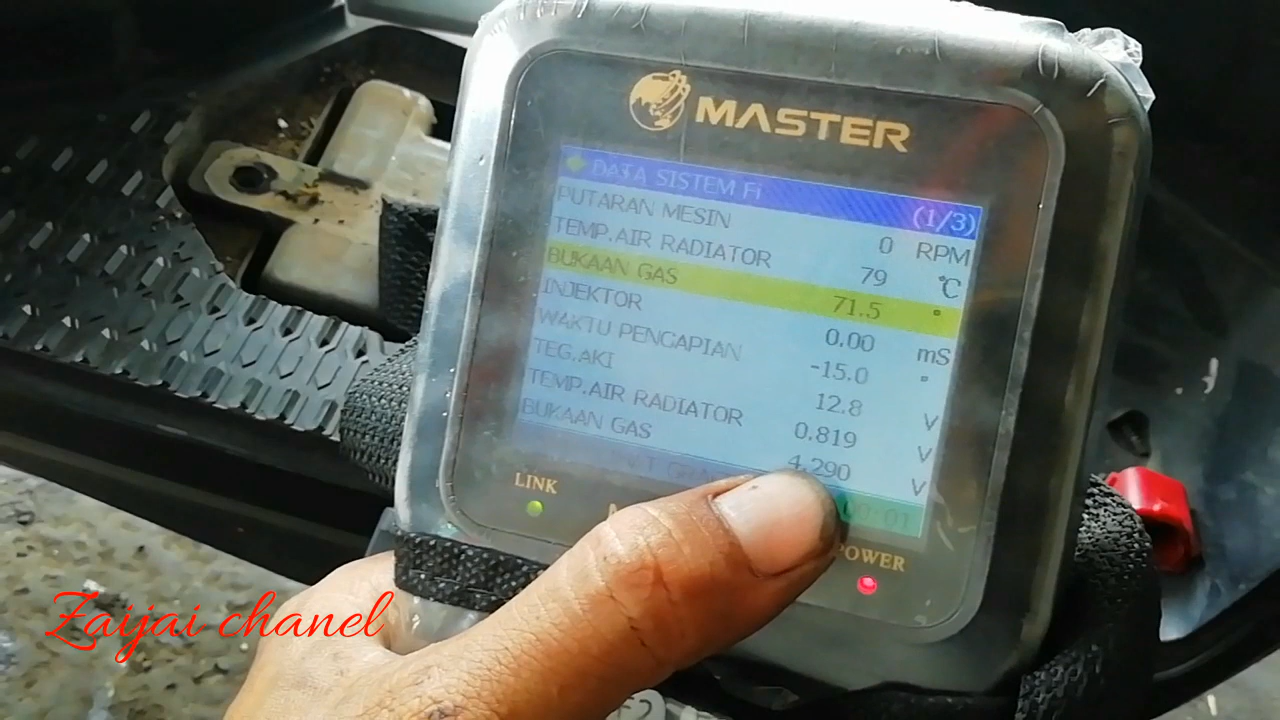 MASTER
DATA SISTEM Fi (1/3)
PUTARAN MESIN 0 RPM
TEMP.AIR RADIATOR 79 °C
BUKAAN GAS 71.5 °
INJEKTOR 0.00 mS
WAKTU PENGAPIAN -15.0 °
TEG.AKI 12.8 V
TEMP.AIR RADIATOR 0.819 V
BUKAAN GAS 4.290 V
LINK
POWER
Zaijai chanel
F2